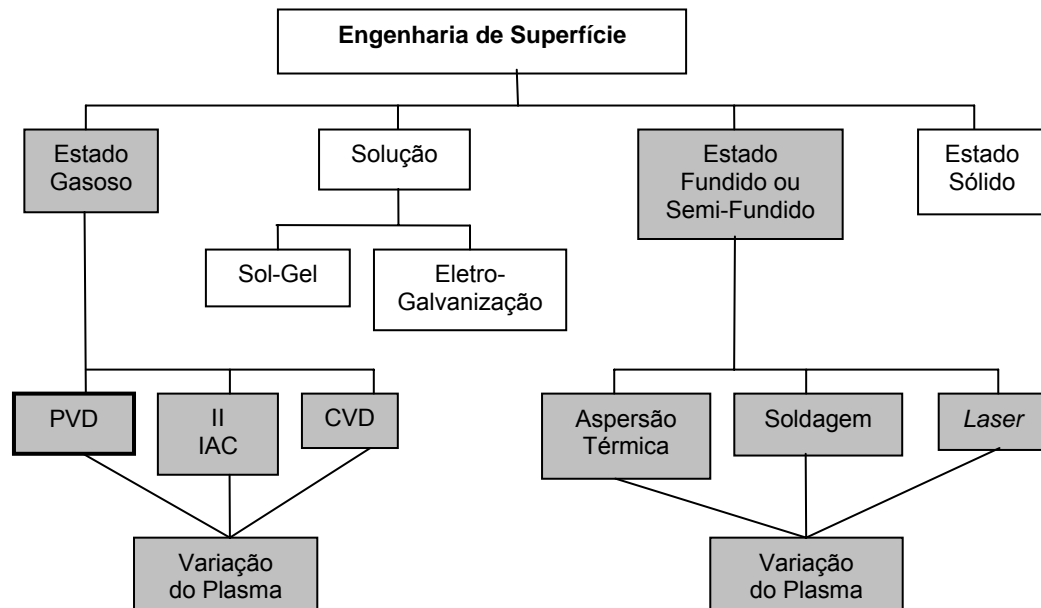 Engenharia de Superfície
Estado
Gasoso
Solução
Estado
Fundido ou
Semi-Fundido
Estado
Sólido
Sol-Gel
Eletro-
Galvanização
PVD
II
IAC
CVD
Aspersão
Térmica
Soldagem
Laser
Variação
do Plasma
Variação
do Plasma